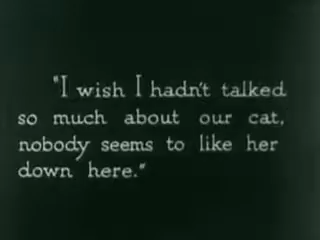 "I wish I hadn't talked
so much about our cat,
nobody seems to like her
down here."